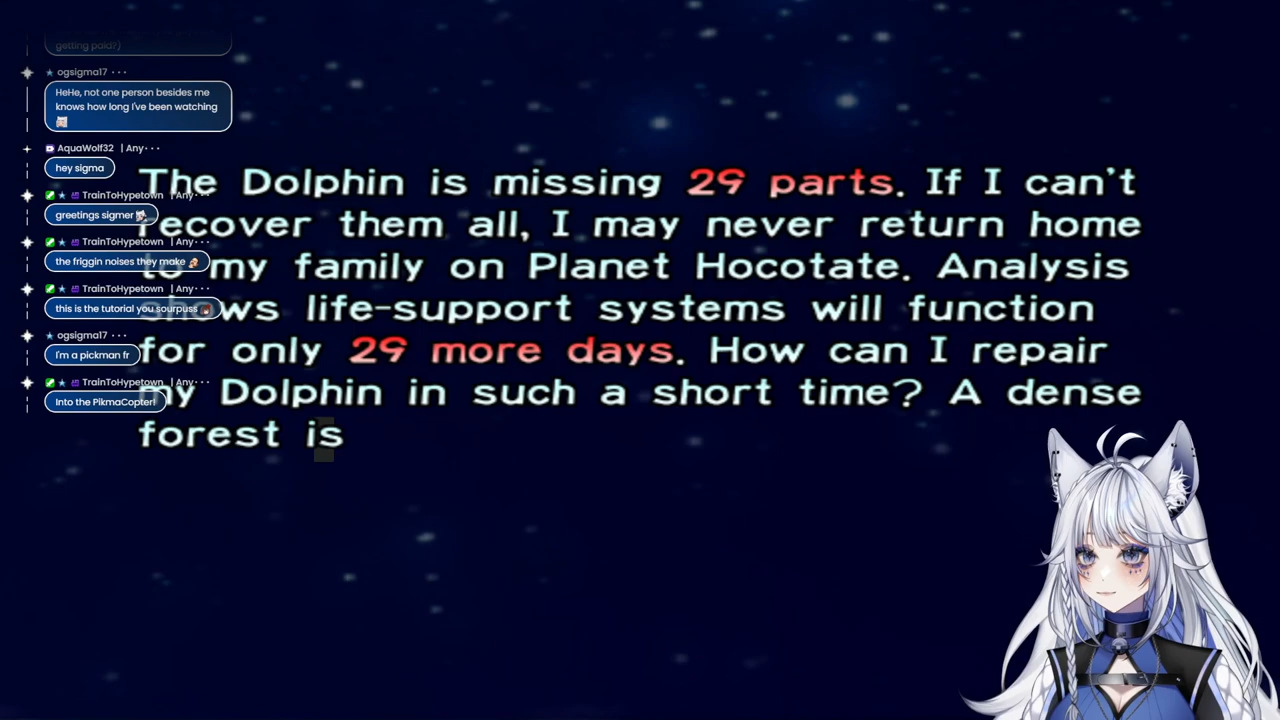 getting paid?)
ogsigma17
HeHe, not one person besides me
knows how long I've been watching
AquaWolf32 | Any···
hey sigma
TrainToHypetown | Any···
greetings sigmer
TrainToHypetown | Any···
the friggin noises they make
TrainToHypetown | Any···
this is the tutorial you sourpuss
ogsigma17
I'm a pickman fr
TrainToHypetown | Any···
Into the PikmaCopter!
The Dolphin is missing 29 parts. If I can't
recover them all, I may never return home
to my family on Planet Hocotate. Analysis
shows life-support systems will function
for only 29 more days. How can I repair
my Dolphin in such a short time? A dense
forest is